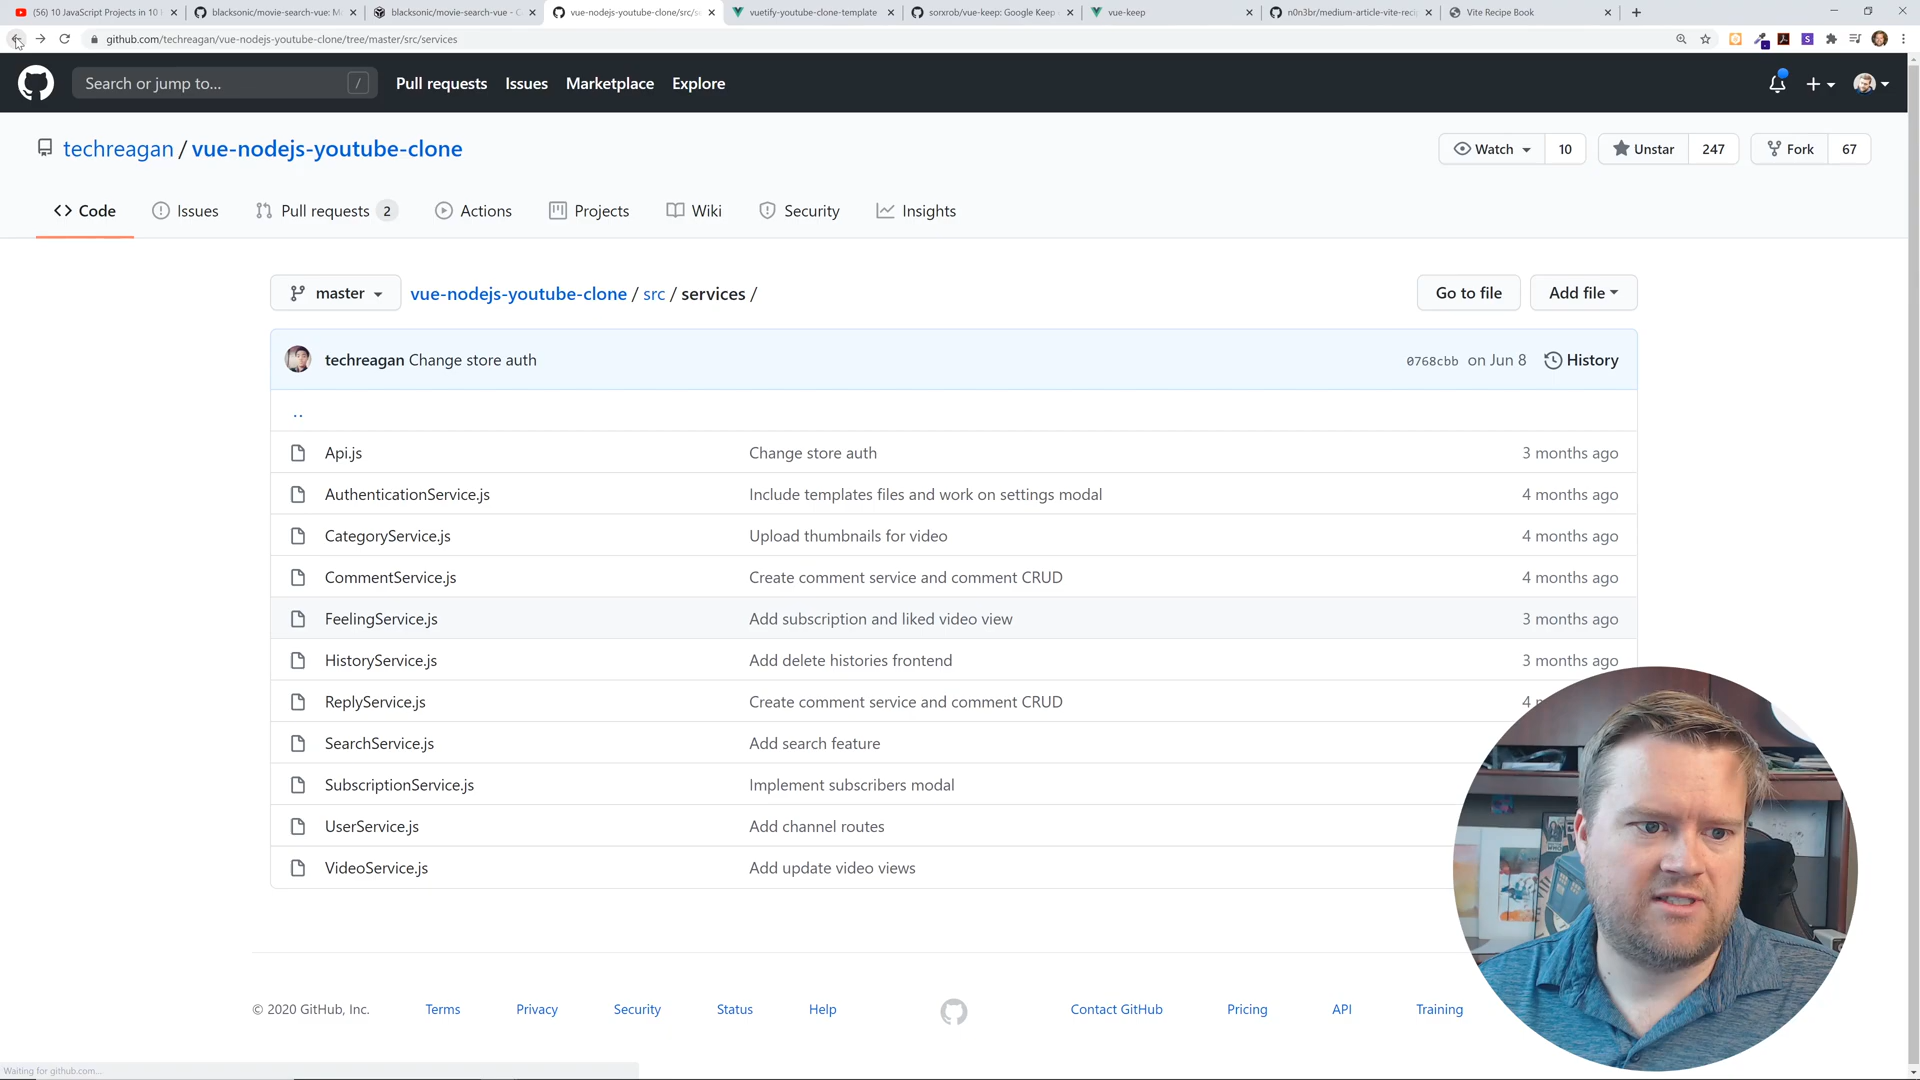 (56) 10 JavaScript Projects in 10
blacksonic/movie-search-vue: M
blacksonic/movie-search-vue - C
vue-nodejs-youtube-clone/src/se
vuetify-youtube-clone-template
sorxrob/vue-keep: Google Keep
vue-keep
n0n3br/medium-article-vite-reci
Vite Recipe Book
github.com/techreagan/vue-nodejs-youtube-clone/tree/master/src/services
Search or jump to...
/
Pull requests
Issues
Marketplace
Explore
techreagan / vue-nodejs-youtube-clone
Watch
10
Unstar
247
Fork
67
Code
Issues
Pull requests 2
Actions
Projects
Wiki
Security
Insights
master
vue-nodejs-youtube-clone / src / services /
Go to file
Add file
techreagan Change store auth
0768cbb on Jun 8
History
..
Api.js Change store auth 3 months ago
AuthenticationService.js Include templates files and work on settings modal 4 months ago
CategoryService.js Upload thumbnails for video 4 months ago
CommentService.js Create comment service and comment CRUD 4 months ago
FeelingService.js Add subscription and liked video view 3 months ago
HistoryService.js Add delete histories frontend 3 months ago
ReplyService.js Create comment service and comment CRUD 4
SearchService.js Add search feature
SubscriptionService.js Implement subscribers modal
UserService.js Add channel routes
VideoService.js Add update video views
© 2020 GitHub, Inc.
Terms
Privacy
Security
Status
Help
Contact GitHub
Pricing
API
Training
Waiting for github.com...